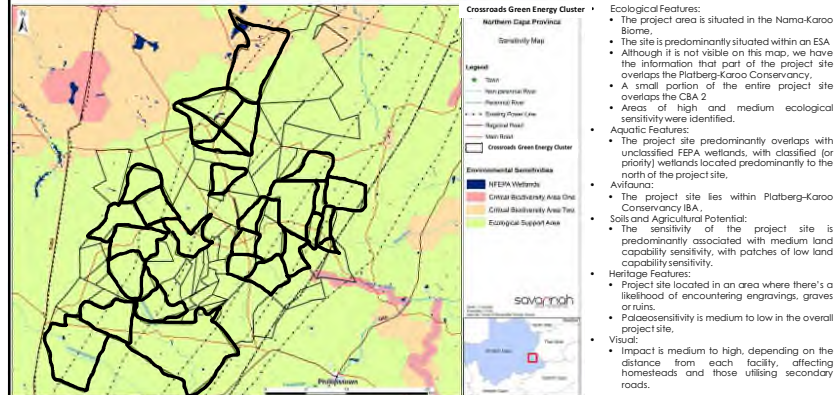 Crossroads Green Energy Cluster
Northern Cape Province
Sensitivity Map
Legend
Town
Non-perennial River
Perennial River
Existing Power Line
Regional Road
Main Road
Crossroads Green Energy Cluster
Environmental Sensitivities
NFEPA Wetlands
Critical Biodiversity Area One
Critical Biodiversity Area Two
Ecological Support Area
savannah
Philipstown
• Ecological Features:
• The project area is situated in the Nama-Karoo
Biome,
• The site is predominantly situated within an ESA
• Although it is not visible on this map, we have
the information that part of the project site
overlaps the Platberg-Karoo Conservancy,
• A small portion of the entire project site
overlaps the CBA 2
• Areas of high and medium ecological
sensitivity were identified.
• Aquatic Features:
• The project site predominantly overlaps with
unclassified FEPA wetlands, with classified (or
priority) wetlands located predominantly to the
north of the project site,
• Avifauna:
• The project site lies within Platberg–Karoo
Conservancy IBA,
• Soils and Agricultural Potential:
• The sensitivity of the project site is
predominantly associated with medium land
capability sensitivity, with patches of low land
capability sensitivity.
• Heritage Features:
• Project site located in an area where there's a
likelihood of encountering engravings, graves
or ruins.
• Palaeosensitivity is medium to low in the overall
project site,
• Visual:
• Impact is medium to high, depending on the
distance from each facility, affecting
homesteads and those utilising secondary
roads.